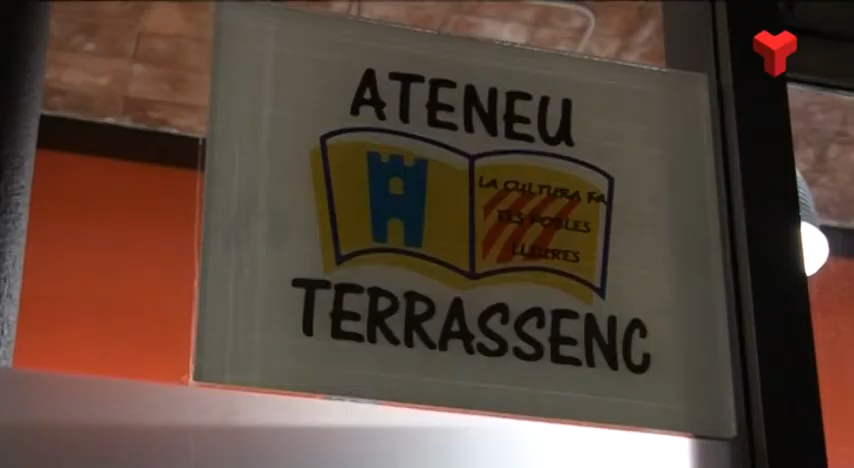 ATENEU
LA CULTURA FA
ELS POBLES
LLIURES
TERRASSENC